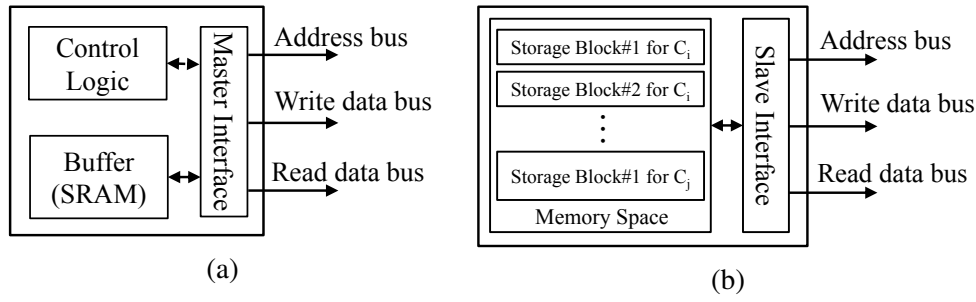 Control
Logic
Buffer
(SRAM)
Master Interface
Address bus
Write data bus
Read data bus
(a)
Storage Block#1 for Ci
Storage Block#2 for Ci
⋮
Storage Block#1 for Cj
Memory Space
Slave Interface
Address bus
Write data bus
Read data bus
(b)